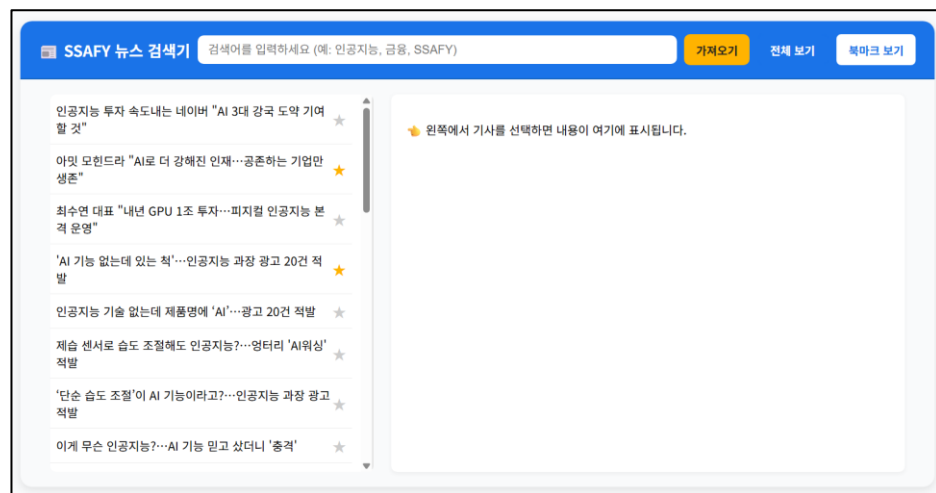 SSAFY 뉴스 검색기
검색어를 입력하세요 (예: 인공지능, 금융, SSAFY)
가져오기
전체 보기
북마크 보기
인공지능 투자 속도내는 네이버 "AI 3대 강국 도약 기여
할 것"
아밋 모힌드라 "AI로 더 강해진 인재…공존하는 기업만
생존"
최수연 대표 "내년 GPU 1조 투자…피지컬 인공지능 본
격 운영"
'AI 기능 없는데 있는 척'…인공지능 과장 광고 20건 적
발
인공지능 기술 없는데 제품명에 ‘AI’…광고 20건 적발
제습 센서로 습도 조절해도 인공지능?…엉터리 'AI워싱'
적발
‘단순 습도 조절’이 AI 기능이라고?…인공지능 과장 광고
적발
이게 무슨 인공지능?…AI 기능 믿고 샀더니 '충격'
👈 왼쪽에서 기사를 선택하면 내용이 여기에 표시됩니다.